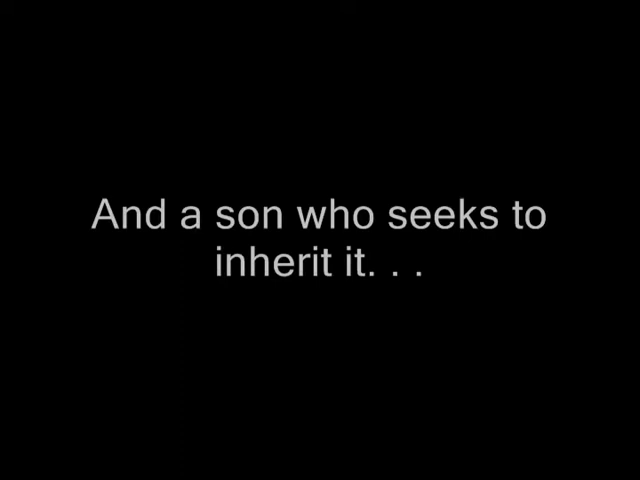 And a son who seeks to
inherit it. . .